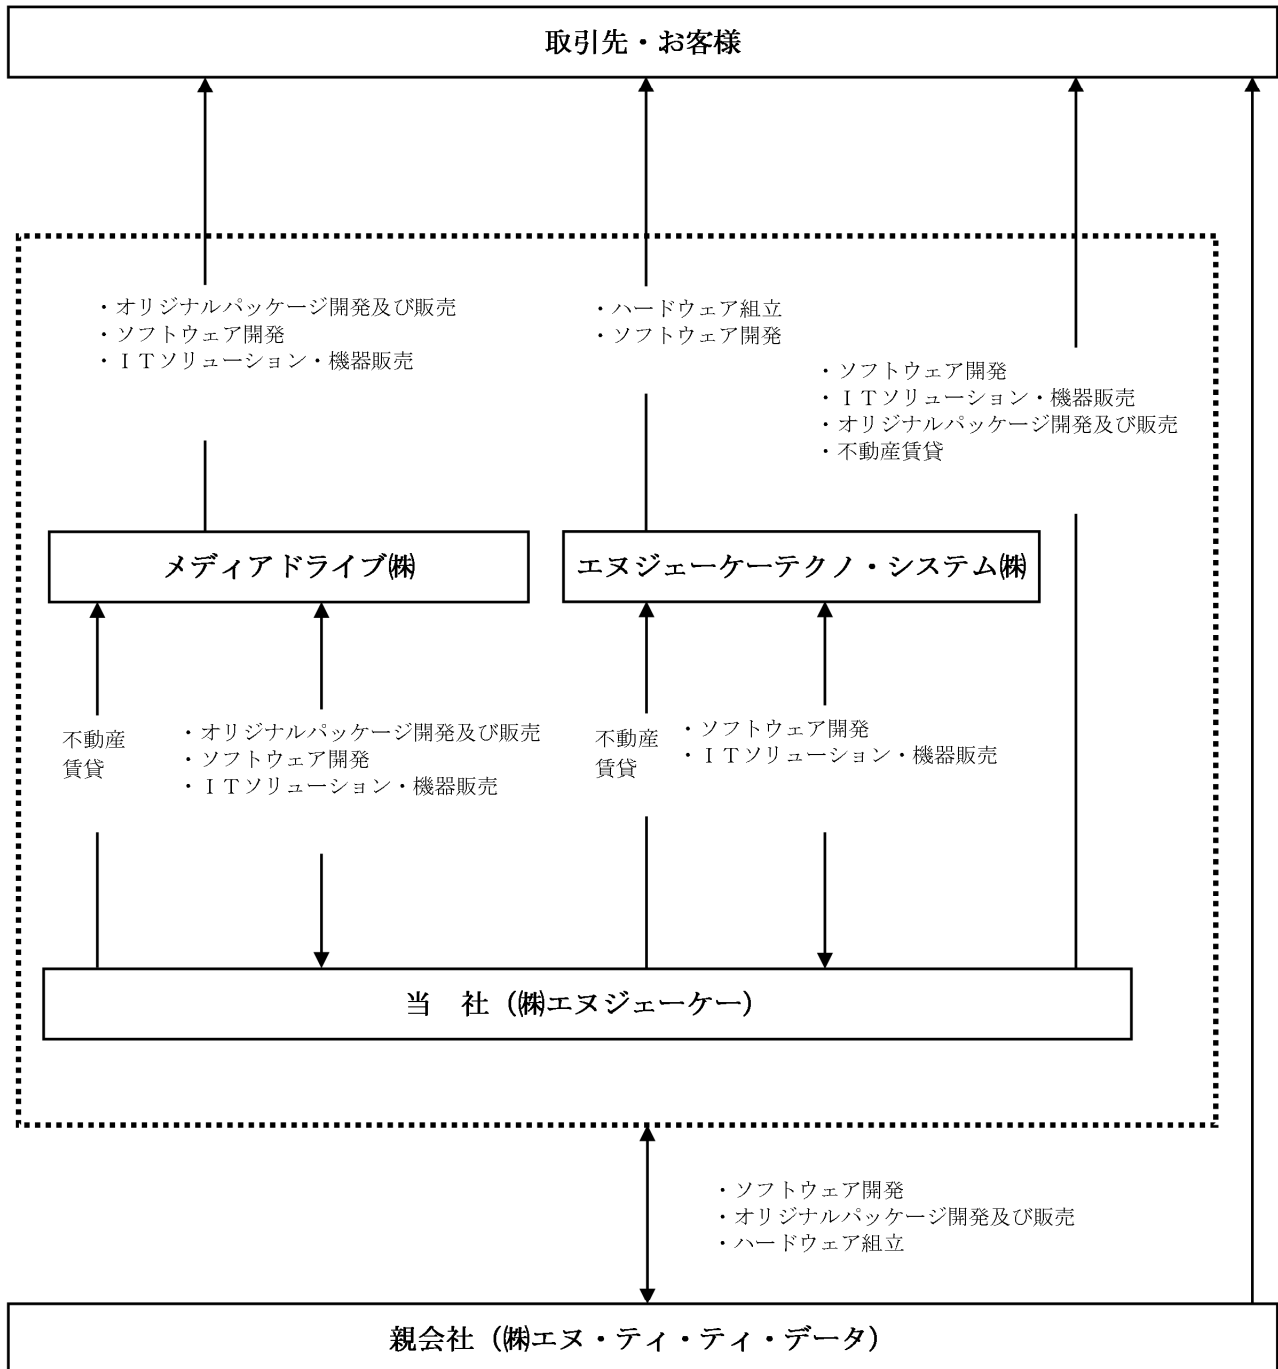 取引先・お客様
・オリジナルパッケージ開発及び販売
・ソフトウェア開発
・ＩＴソリューション・機器販売
・ハードウェア組立
・ソフトウェア開発
・ソフトウェア開発
・ＩＴソリューション・機器販売
・オリジナルパッケージ開発及び販売
・不動産賃貸
メディアドライブ㈱
エヌジェーケーテクノ・システム㈱
不動産
賃貸
・オリジナルパッケージ開発及び販売
・ソフトウェア開発
・ＩＴソリューション・機器販売
不動産
賃貸
・ソフトウェア開発
・ＩＴソリューション・機器販売
当　社（㈱エヌジェーケー）
・ソフトウェア開発
・オリジナルパッケージ開発及び販売
・ハードウェア組立
親会社（㈱エヌ・ティ・ティ・データ）